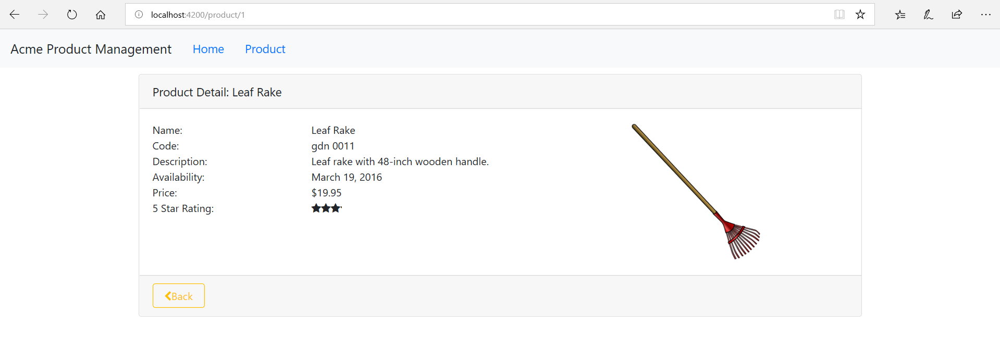 localhost:4200/product/1
Acme Product Management Home Product
Product Detail: Leaf Rake
Name: Leaf Rake
Code: gdn 0011
Description: Leaf rake with 48-inch wooden handle.
Availability: March 19, 2016
Price: $19.95
5 Star Rating:
Back